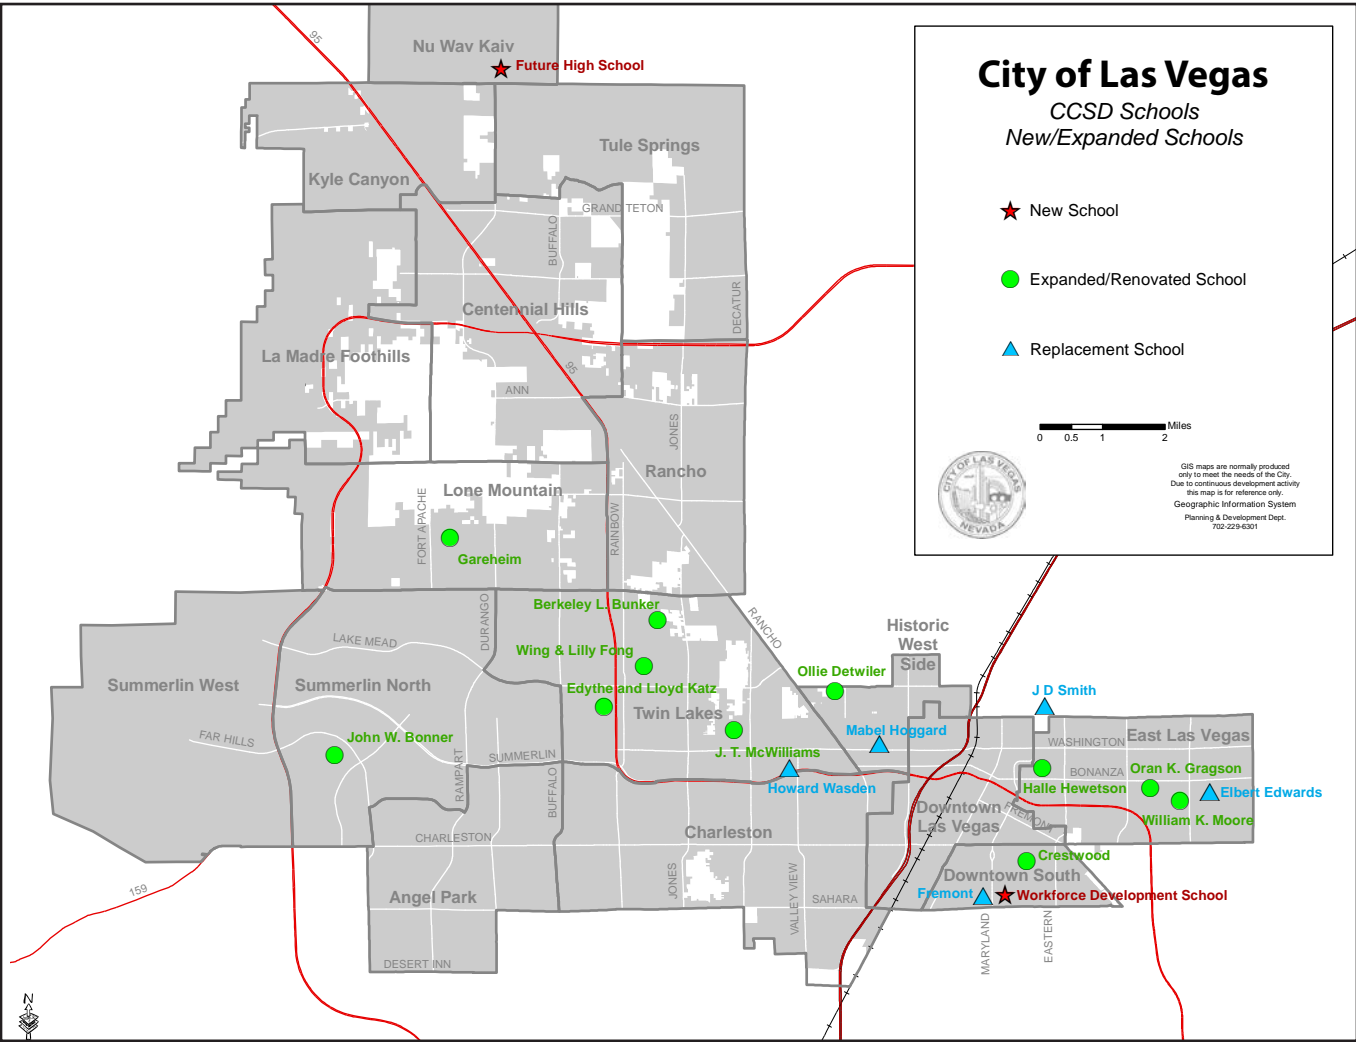 City of Las Vegas
CCSD Schools
New/Expanded Schools
New School
Expanded/Renovated School
Replacement School
Miles
0 0.5 1 2
CITY OF LAS VEGAS
NEVADA
GIS maps are normally produced
only to meet the needs of the City.
Due to continuous development activity
this map is for reference only.
Geographic Information System
Planning & Development Dept.
702-229-6301
95
Nu Wav Kaiv
Future High School
Tule Springs
Kyle Canyon
GRAND TETON
BUFFALO
DECATUR
Centennial Hills
La Madre Foothills
95
ANN
JONES
Rancho
Lone Mountain
FORT APACHE
RAINBOW
Gareheim
Berkeley L. Bunker
DURANGO
RANCHO
LAKE MEAD
Wing & Lilly Fong
Historic
West
Side
Ollie Detwiler
Summerlin West
Summerlin North
Edythe and Lloyd Katz
Twin Lakes
J D Smith
Mabel Hoggard
FAR HILLS
John W. Bonner
WASHINGTON
East Las Vegas
RAMPART
SUMMERLIN
J. T. McWilliams
BONANZA
Oran K. Gragson
BUFFALO
Howard Wasden
Halle Hewetson
Elbert Edwards
Downtown
Las Vegas
FREMONT
William K. Moore
Charleston
CHARLESTON
Crestwood
Downtown South
159
Angel Park
JONES
VALLEY VIEW
SAHARA
Fremont
Workforce Development School
MARYLAND
EASTERN
DESERT INN
N